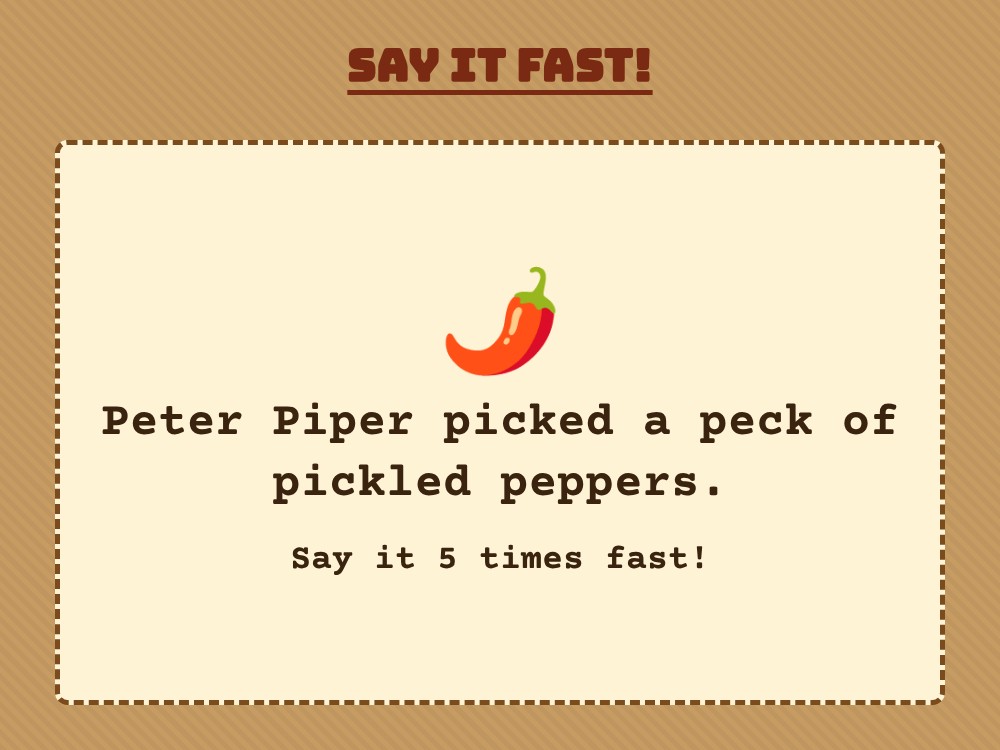 SAY IT FAST!
Peter Piper picked a peck of
pickled peppers.
Say it 5 times fast!